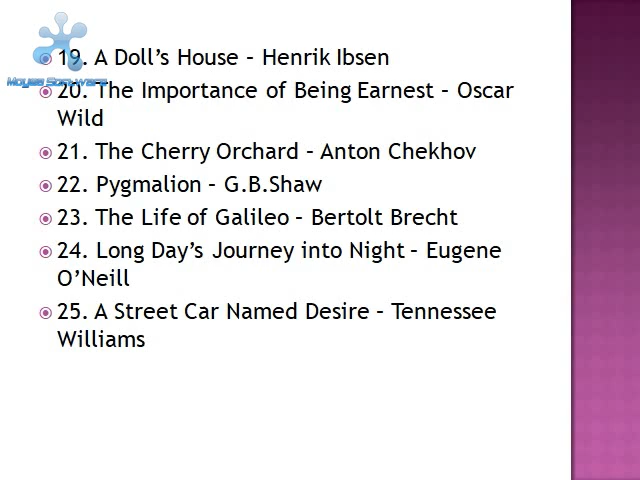 19. A Doll's House – Henrik Ibsen
Moyea Software
20. The Importance of Being Earnest – Oscar
Wild
21. The Cherry Orchard – Anton Chekhov
22. Pygmalion – G.B.Shaw
23. The Life of Galileo – Bertolt Brecht
24. Long Day's Journey into Night – Eugene
O'Neill
25. A Street Car Named Desire – Tennessee
Williams